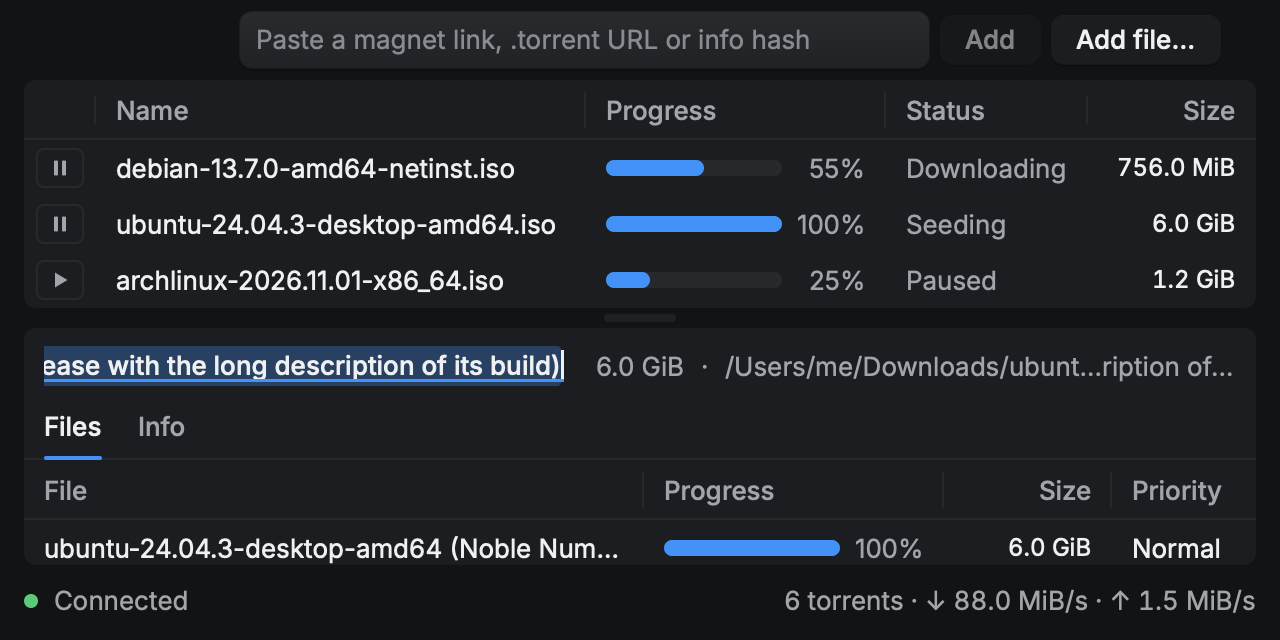 Paste a magnet link, .torrent URL or info hash Add Add file...
Name Progress Status Size
debian-13.7.0-amd64-netinst.iso 55% Downloading 756.0 MiB
ubuntu-24.04.3-desktop-amd64.iso 100% Seeding 6.0 GiB
archlinux-2026.11.01-x86_64.iso 25% Paused 1.2 GiB
ease with the long description of its build) 6.0 GiB · /Users/me/Downloads/ubunt...ription of...
Files Info
File Progress Size Priority
ubuntu-24.04.3-desktop-amd64 (Noble Num... 100% 6.0 GiB Normal
Connected 6 torrents · ↓ 88.0 MiB/s · ↑ 1.5 MiB/s